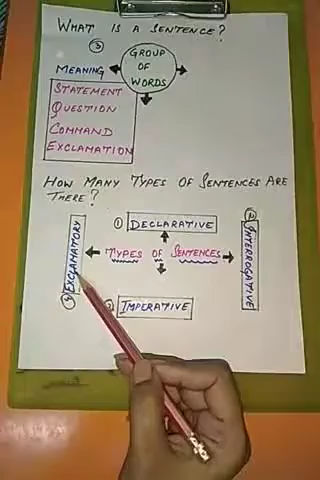 WHAT IS A SENTENCE?
③
GROUP
OF
WORDS
MEANING
STATEMENT
QUESTION
COMMAND
EXCLAMATION
HOW MANY TYPES OF SENTENCES ARE
THERE?
① DECLARATIVE
② INTERROGATIVE
TYPES OF SENTENCES
④ EXCLAMATORY
IMPERATIVE